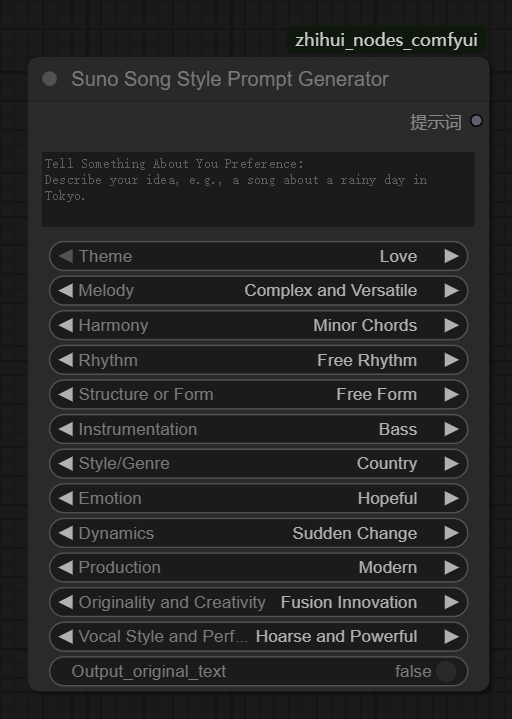 zhihui_nodes_comfyui
Suno Song Style Prompt Generator
提示词
Tell Something About You Preference:
Describe your idea, e.g., a song about a rainy day in
Tokyo.
Theme Love
Melody Complex and Versatile
Harmony Minor Chords
Rhythm Free Rhythm
Structure or Form Free Form
Instrumentation Bass
Style/Genre Country
Emotion Hopeful
Dynamics Sudden Change
Production Modern
Originality and Creativity Fusion Innovation
Vocal Style and Perf... Hoarse and Powerful
Output_original_text false